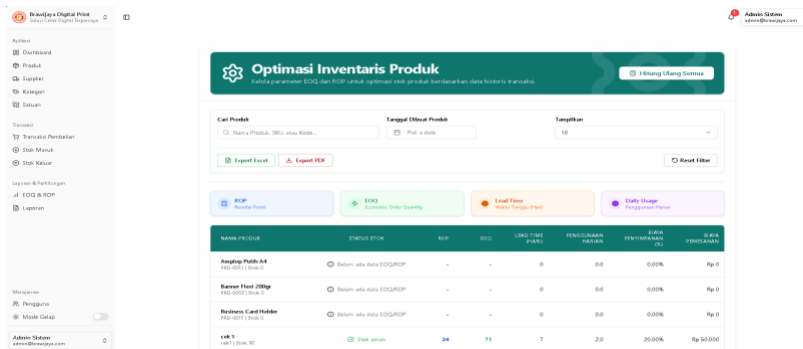 Brawijaya Digital Print
Solusi Cetak Digital Terpercaya
1
Admin Sistem
admin@brawijaya.com
Aplikasi
Dashboard
Produk
Supplier
Kategori
Satuan
Transaksi
Transaksi Pembelian
Stok Masuk
Stok Keluar
Laporan & Perhitungan
EOQ & ROP
Laporan
Manajemen
Pengguna
Mode Gelap
Admin Sistem
admin@brawijaya.com
Optimasi Inventaris Produk
Kelola parameter EOQ dan ROP untuk optimasi stok produk berdasarkan data historis transaksi.
Hitung Ulang Semua
Cari Produk
Tanggal Dibuat Produk
Tampilkan
Nama Produk, SKU, atau Kode...
Pick a date
10
Export Excel
Export PDF
Reset Filter
ROP
Reorder Point
EOQ
Economic Order Quantity
Lead Time
Waktu Tunggu (Hari)
Daily Usage
Penggunaan Harian
NAMA PRODUK STATUS STOK ROP EOQ LEAD TIME (HARI) PENGGUNAAN HARIAN BIAYA PENYIMPANAN (%) BIAYA PEMESANAN
Amplop Putih A4
Belum ada data EOQ/ROP - - 0 0.0 0.00% Rp 0
Stok: 0
Banner Flexi 280gr
Belum ada data EOQ/ROP - - 0 0.0 0.00% Rp 0
Stok: 0
Business Card Holder
Belum ada data EOQ/ROP - - 0 0.0 0.00% Rp 0
Stok: 0
cek 1
Stok aman 24 71 7 2.0 20.00% Rp 50.000